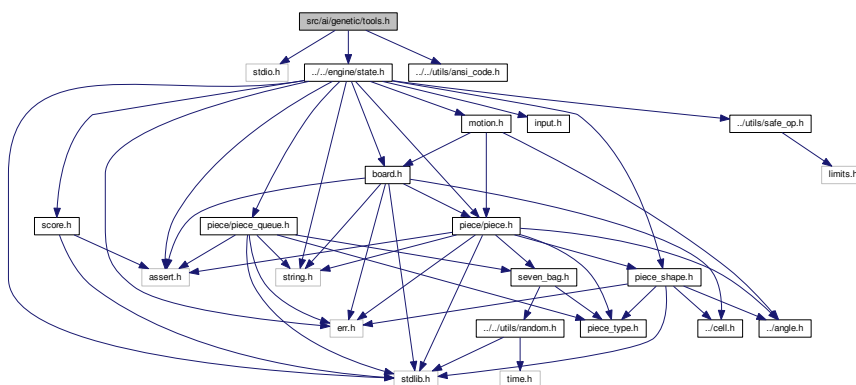 src/ai/genetic/tools.h
stdio.h
../../engine/state.h
../../utils/ansi_code.h
motion.h
input.h
../utils/safe_op.h
board.h
limits.h
score.h
piece/piece_queue.h
piece/piece.h
assert.h
string.h
seven_bag.h
piece_shape.h
err.h
../../utils/random.h
piece_type.h
../cell.h
../angle.h
stdlib.h
time.h